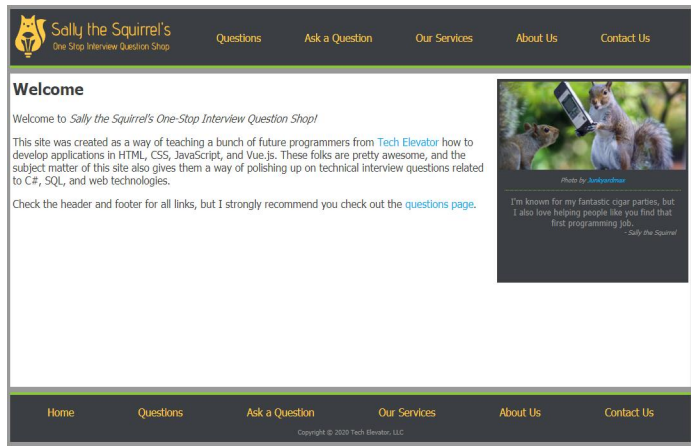 Sally the Squirrel's
One Stop Interview Question Shop
Questions
Ask a Question
Our Services
About Us
Contact Us
Welcome
Welcome to Sally the Squirrel's One-Stop Interview Question Shop!
This site was created as a way of teaching a bunch of future programmers from Tech Elevator how to
develop applications in HTML, CSS, JavaScript, and Vue.js. These folks are pretty awesome, and the
subject matter of this site also gives them a way of polishing up on technical interview questions related
to C#, SQL, and web technologies.
Check the header and footer for all links, but I strongly recommend you check out the questions page.
Photo by Junkyardmax
I'm known for my fantastic cigar parties, but
I also love helping people like you find that
first programming job.
- Sally the Squirrel
Home
Questions
Ask a Question
Our Services
About Us
Contact Us
Copyright © 2020 Tech Elevator, LLC